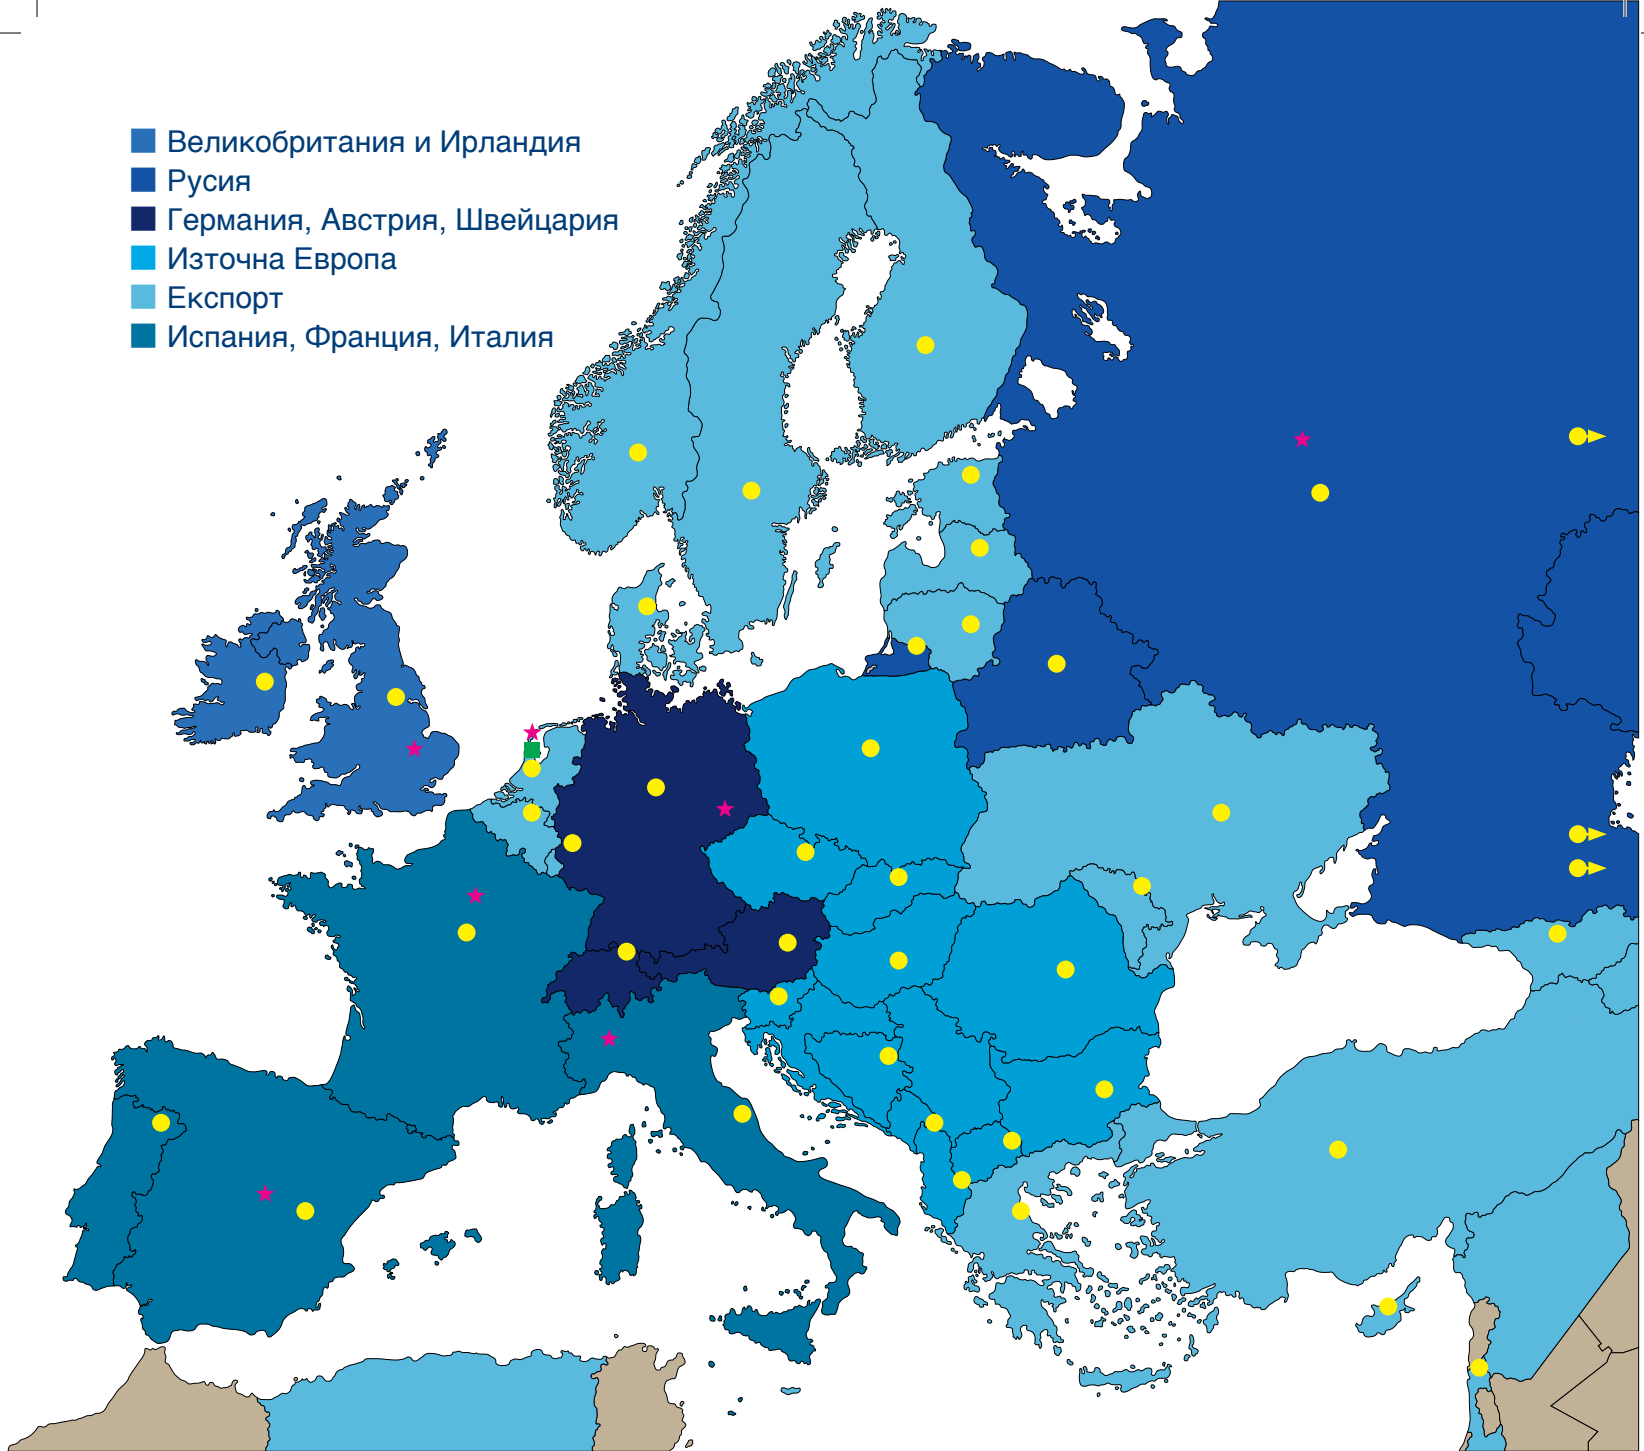 Великобритания и Ирландия
Русия
Германия, Австрия, Швейцария
Източна Европа
Експорт
Испания, Франция, Италия